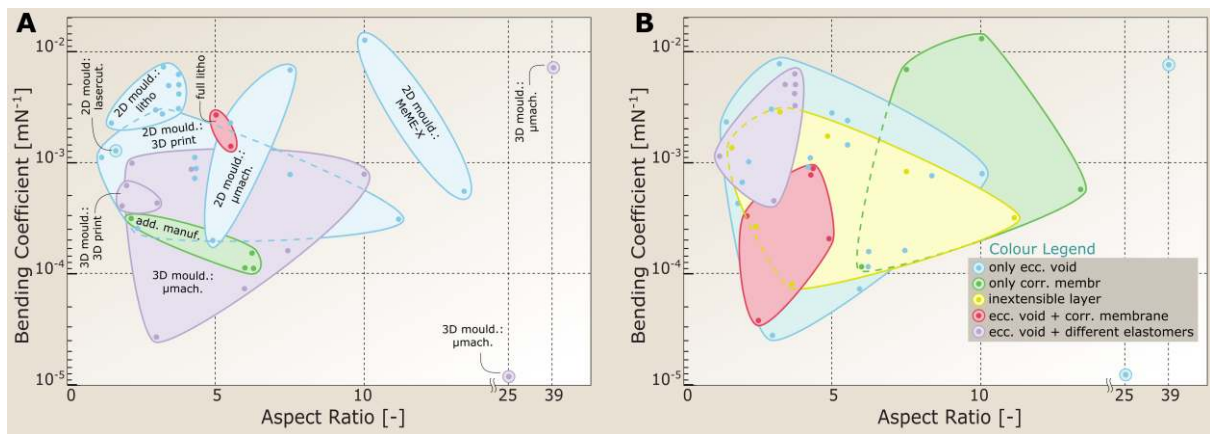 A
Bending Coefficient [mN⁻¹]
10⁻²
10⁻³
10⁻⁴
10⁻⁵
2D mould.:
lasercut.
2D mould.:
litho
full litho
2D mould.:
3D print
2D mould.:
µmach.
2D mould.:
MeME-X
3D mould.:
µmach.
3D mould.:
3D print
add. manuf.
3D mould.:
µmach.
3D mould.:
µmach.
0 5 10 25 39
Aspect Ratio [-]
B
Bending Coefficient [mN⁻¹]
10⁻²
10⁻³
10⁻⁴
10⁻⁵
Colour Legend
only ecc. void
only corr. membr
inextensible layer
ecc. void + corr. membrane
ecc. void + different elastomers
0 5 10 25 39
Aspect Ratio [-]